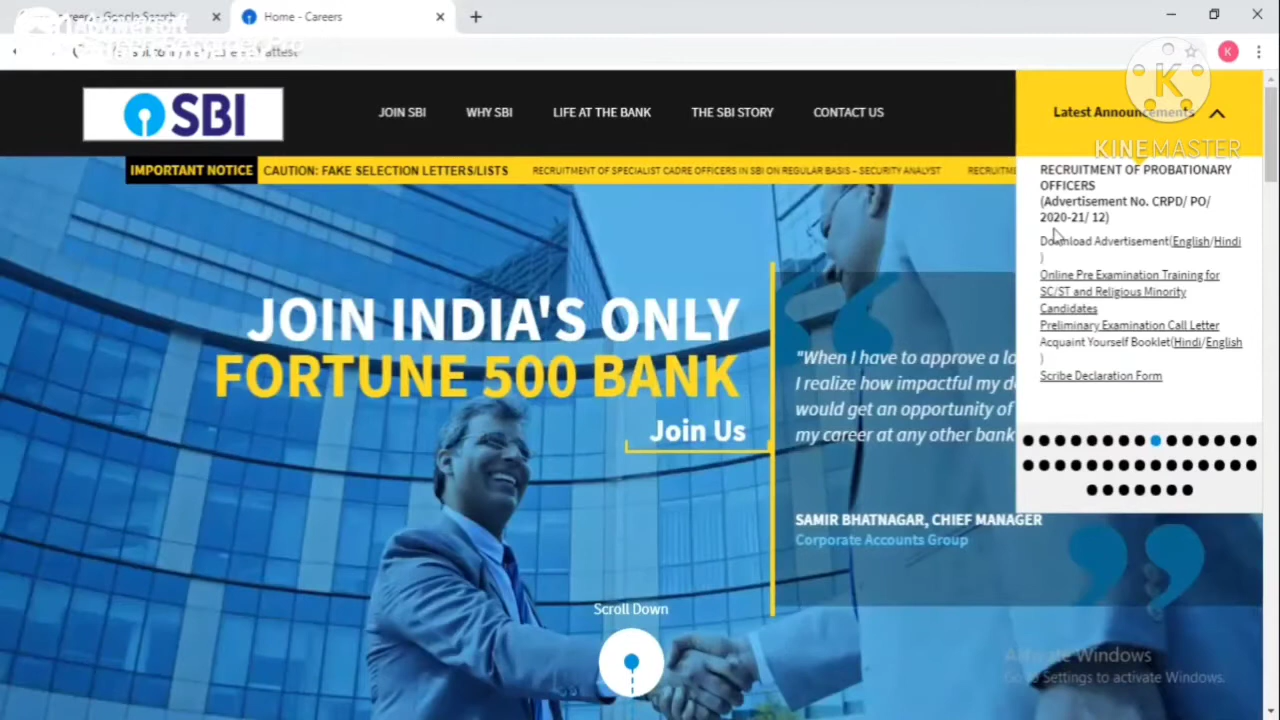 Home - Careers
K
SBI
JOIN SBI
WHY SBI
LIFE AT THE BANK
THE SBI STORY
CONTACT US
Latest Announcements
K
KINEMASTER
IMPORTANT NOTICE
CAUTION: FAKE SELECTION LETTERS/LISTS
RECRUITMENT OF SPECIALIST CADRE OFFICERS IN SBI ON REGULAR BASIS – SECURITY ANALYST
RECRUITMENT OF PROBATIONARY
OFFICERS
(Advertisement No. CRPD/ PO/
2020-21/ 12)
Download Advertisement(English/Hindi
)
Online Pre Examination Training for
SC/ST and Religious Minority
Candidates
Preliminary Examination Call Letter
Acquaint Yourself Booklet(Hindi/English
)
Scribe Declaration Form
JOIN INDIA'S ONLY
FORTUNE 500 BANK
Join Us
"When I have to approve a
I realize how impactful my
would get an opportunity of
my career at any other bank
SAMIR BHATNAGAR, CHIEF MANAGER
Corporate Accounts Group
Scroll Down
Activate Windows
Go to Settings to activate Windows.